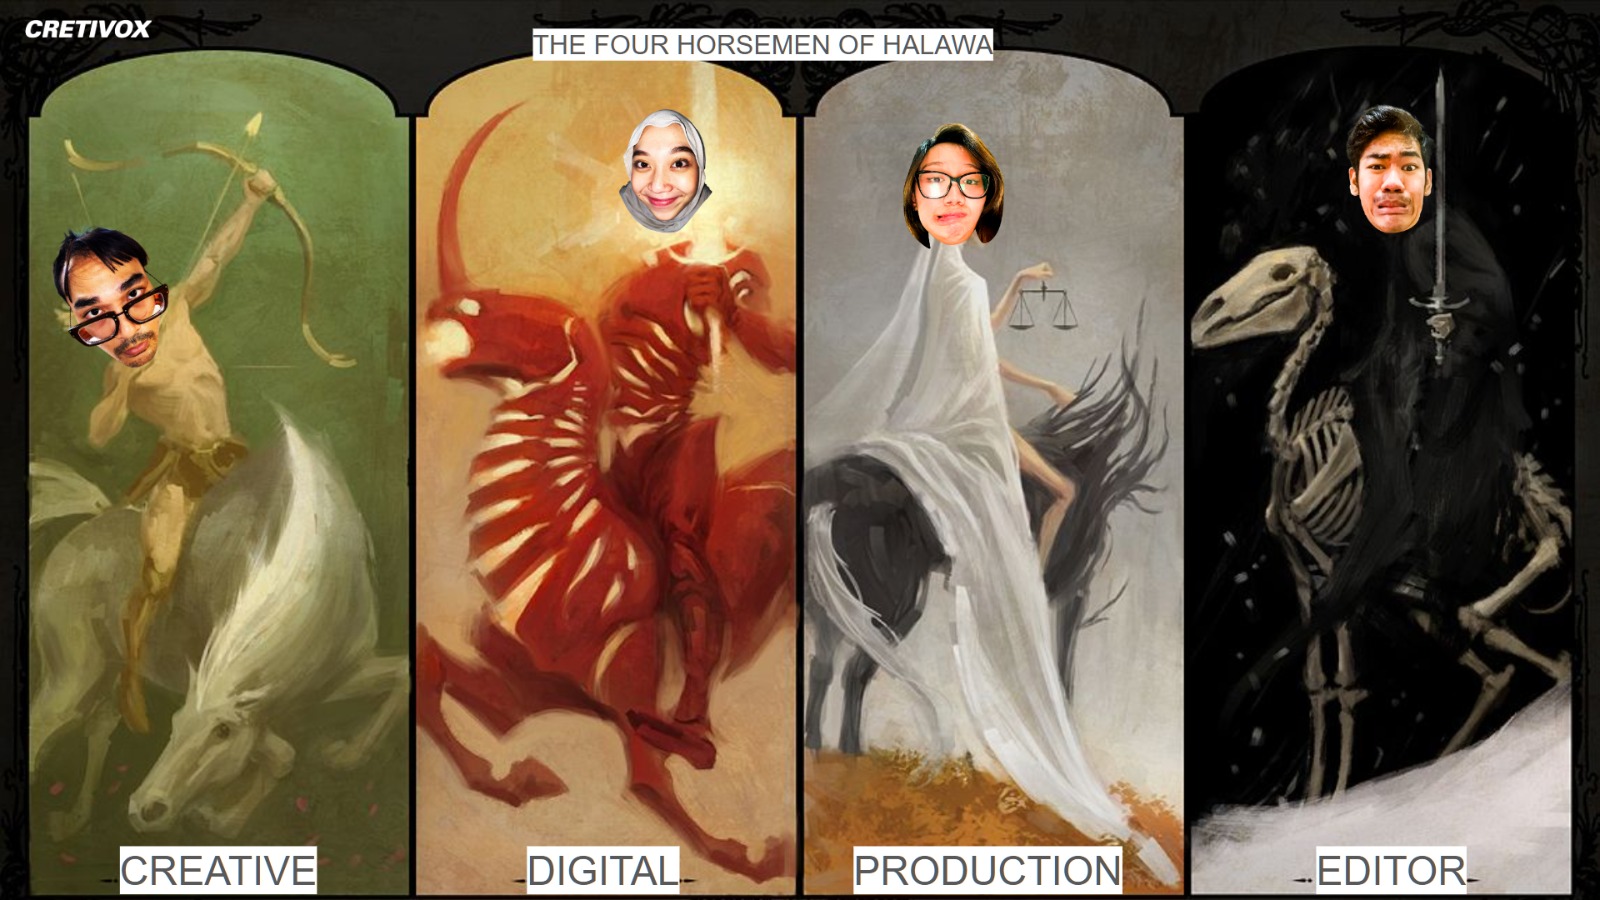 CRETIVOX
THE FOUR HORSEMEN OF HALAWA
CREATIVE
DIGITAL
PRODUCTION
EDITOR